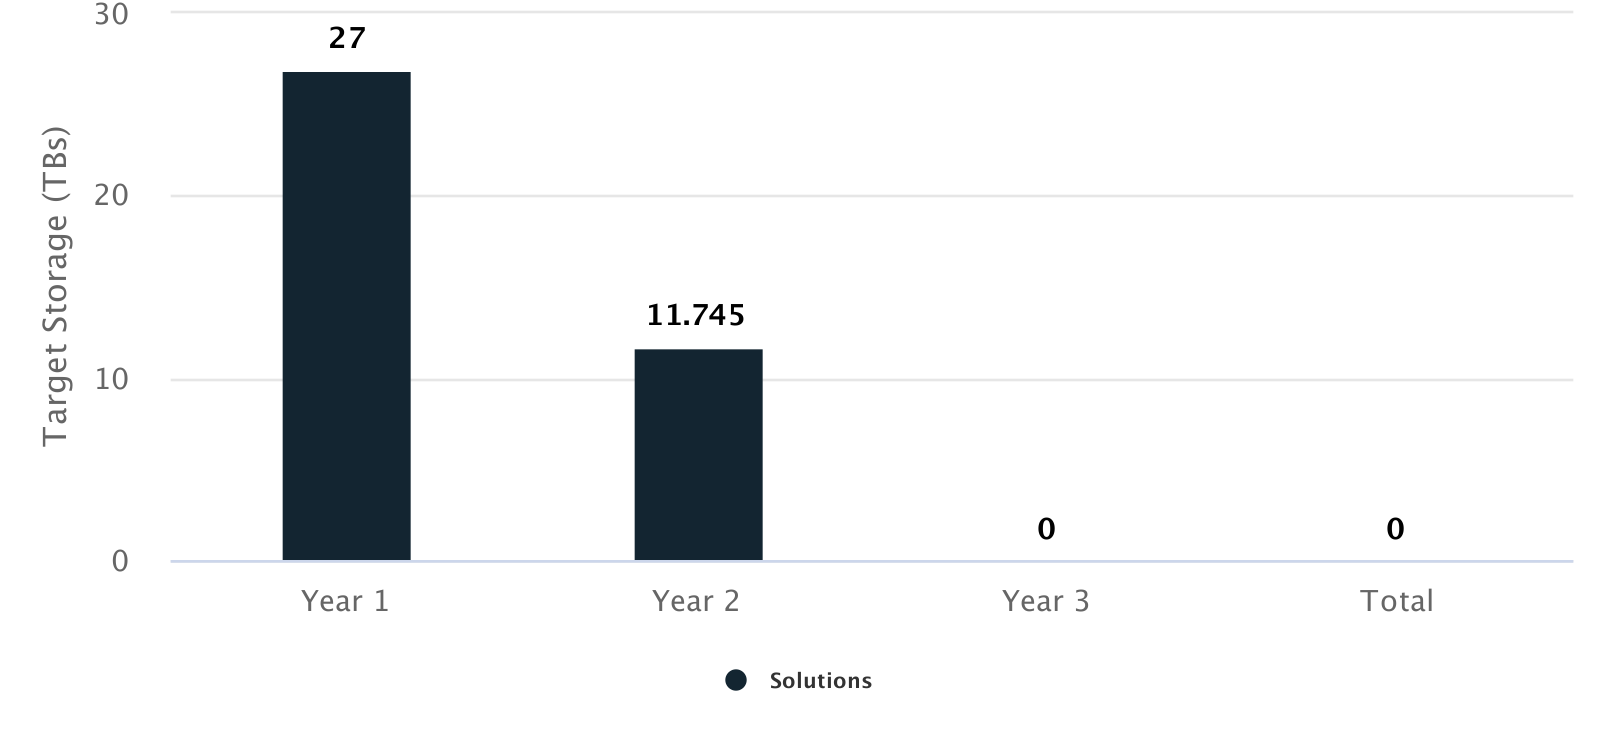 Target Storage (TBs)
30
20
10
0
27
11.745
0
0
Year 1
Year 2
Year 3
Total
Solutions